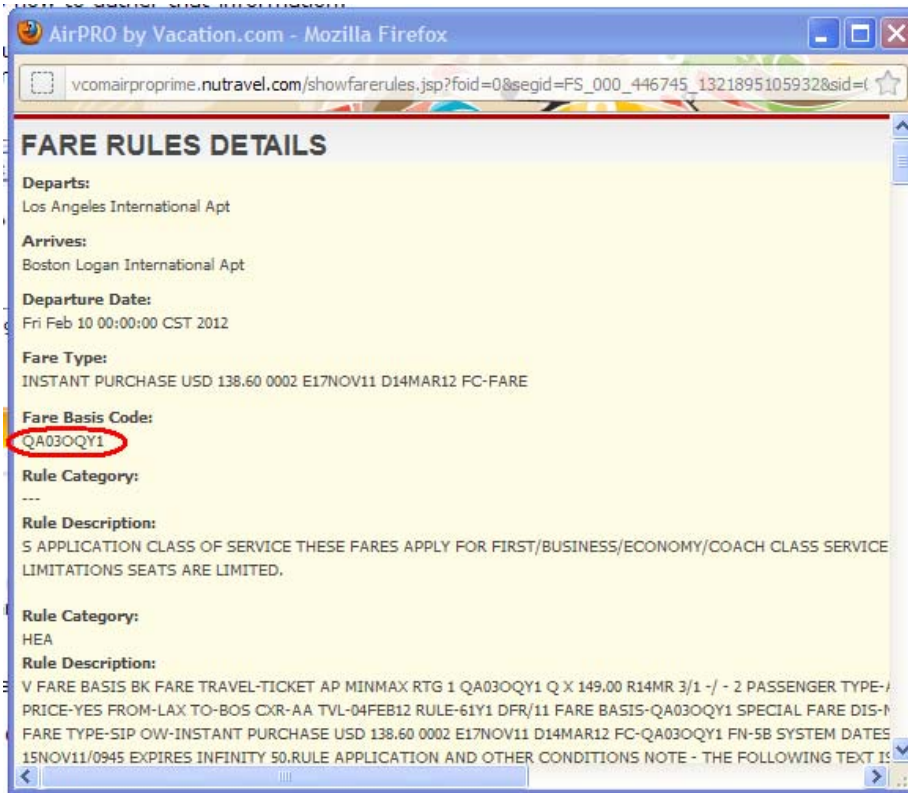 how to gather that information.
AirPRO by Vacation.com - Mozilla Firefox
vcomairproprime.nutravel.com/showfarerules.jsp?foid=0&segid=FS_000_446745_1321895105932&sid=(
FARE RULES DETAILS
Departs:
Los Angeles International Apt
Arrives:
Boston Logan International Apt
Departure Date:
Fri Feb 10 00:00:00 CST 2012
Fare Type:
INSTANT PURCHASE USD 138.60 0002 E17NOV11 D14MAR12 FC-FARE
Fare Basis Code:
QA03OQY1
Rule Category:
---
Rule Description:
S APPLICATION CLASS OF SERVICE THESE FARES APPLY FOR FIRST/BUSINESS/ECONOMY/COACH CLASS SERVICE
LIMITATIONS SEATS ARE LIMITED.
Rule Category:
HEA
Rule Description:
V FARE BASIS BK FARE TRAVEL-TICKET AP MINMAX RTG 1 QA03OQY1 Q X 149.00 R14MR 3/1 -/ - 2 PASSENGER TYPE-
PRICE-YES FROM-LAX TO-BOS CXR-AA TVL-04FEB12 RULE-61Y1 DFR/11 FARE BASIS-QA03OQY1 SPECIAL FARE DIS-
FARE TYPE-SIP OW-INSTANT PURCHASE USD 138.60 0002 E17NOV11 D14MAR12 FC-QA03OQY1 FN-5B SYSTEM DATES
15NOV11/0945 EXPIRES INFINITY 50.RULE APPLICATION AND OTHER CONDITIONS NOTE - THE FOLLOWING TEXT IS